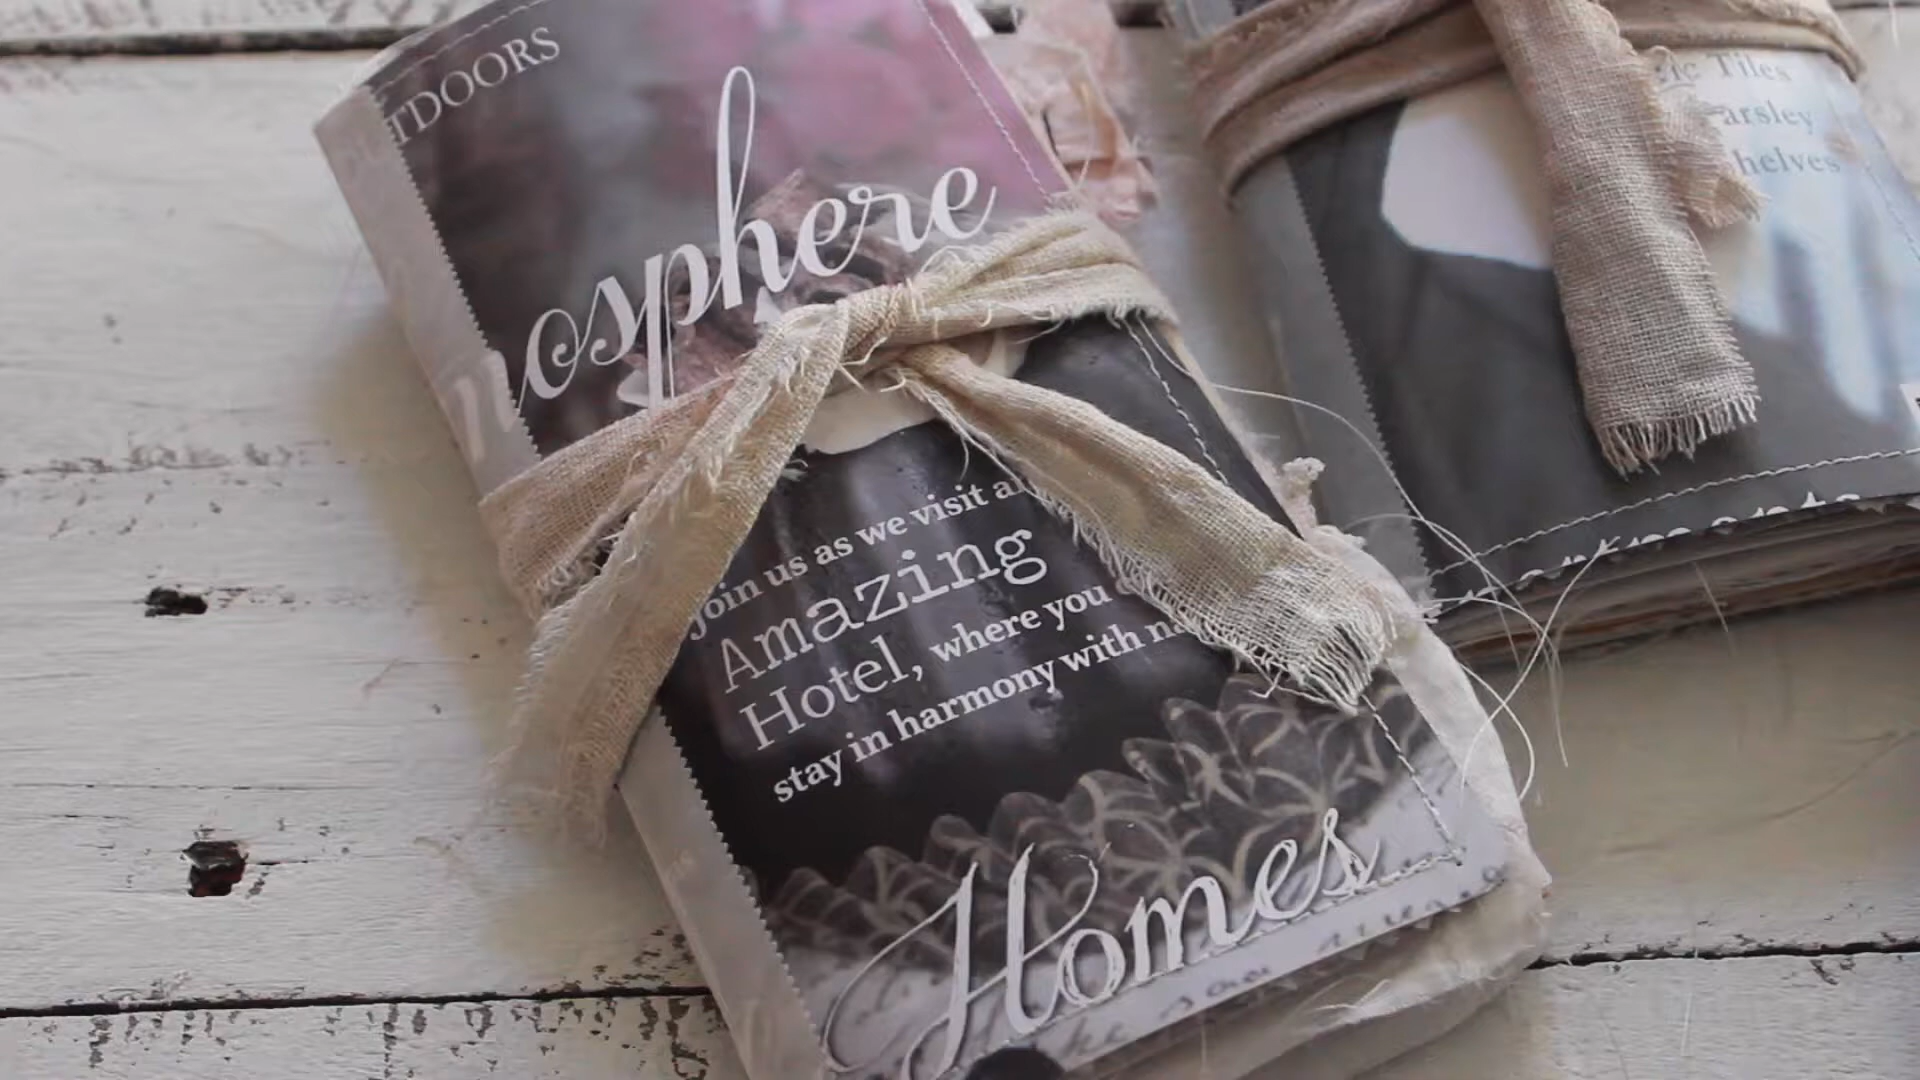 TDOORS
nosphere
join us as we visit
Amazing
Hotel, where you
stay in harmony with
Homes
Tiles
arsley
helves